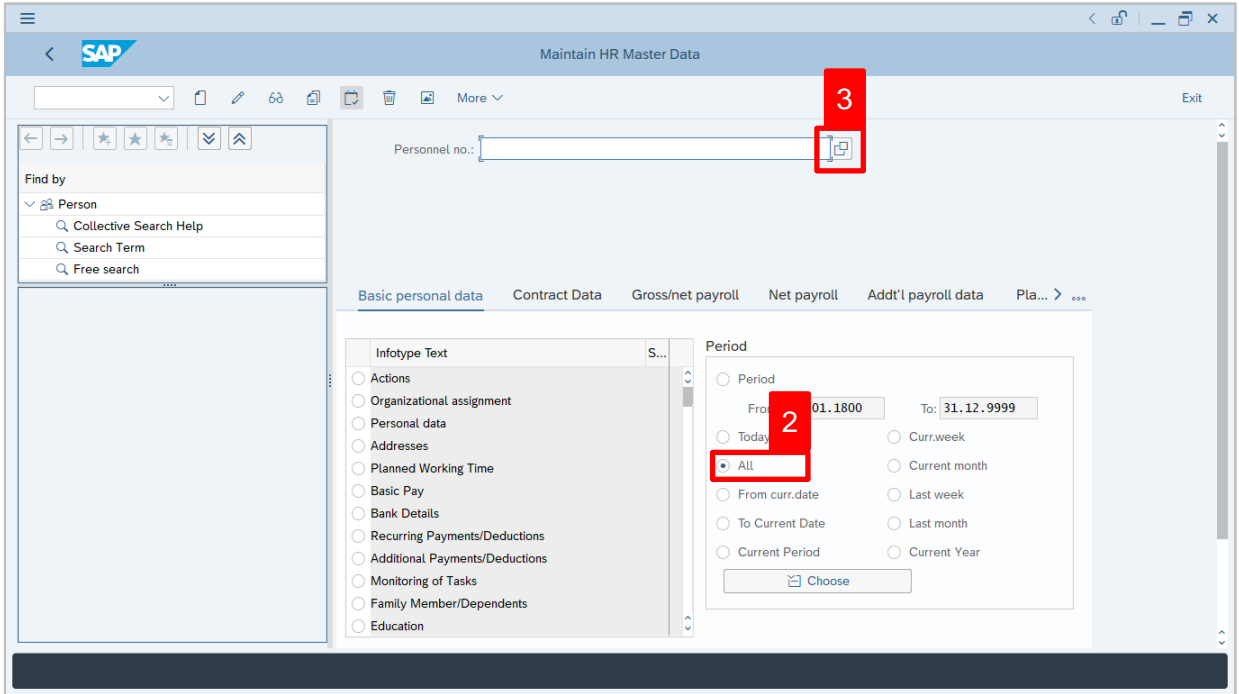 SAP
Maintain HR Master Data
3
More
Exit
Personnel no.:
Find by
Person
Collective Search Help
Search Term
Free search
Basic personal data Contract Data Gross/net payroll Net payroll Addt'l payroll data Pla...
Infotype Text S...
Actions
Organizational assignment
Personal data
Addresses
Planned Working Time
Basic Pay
Bank Details
Recurring Payments/Deductions
Additional Payments/Deductions
Monitoring of Tasks
Family Member/Dependents
Education
Period
Period
01.1800 To: 31.12.9999
2
Today Curr.week
All Current month
From curr.date Last week
To Current Date Last month
Current Period Current Year
Choose